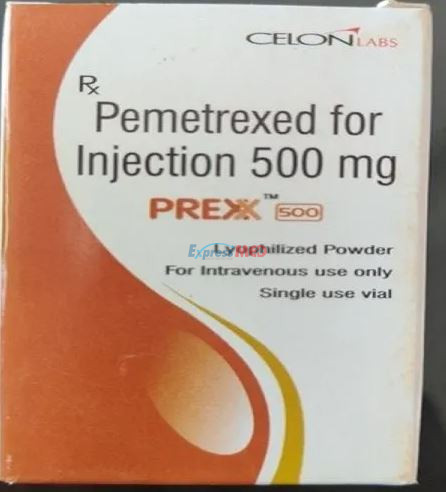 CELON LABS
Rx
Pemetrexed for
Injection 500 mg
PREXX™ 500
Lyophilized Powder
For Intravenous use only
Single use vial